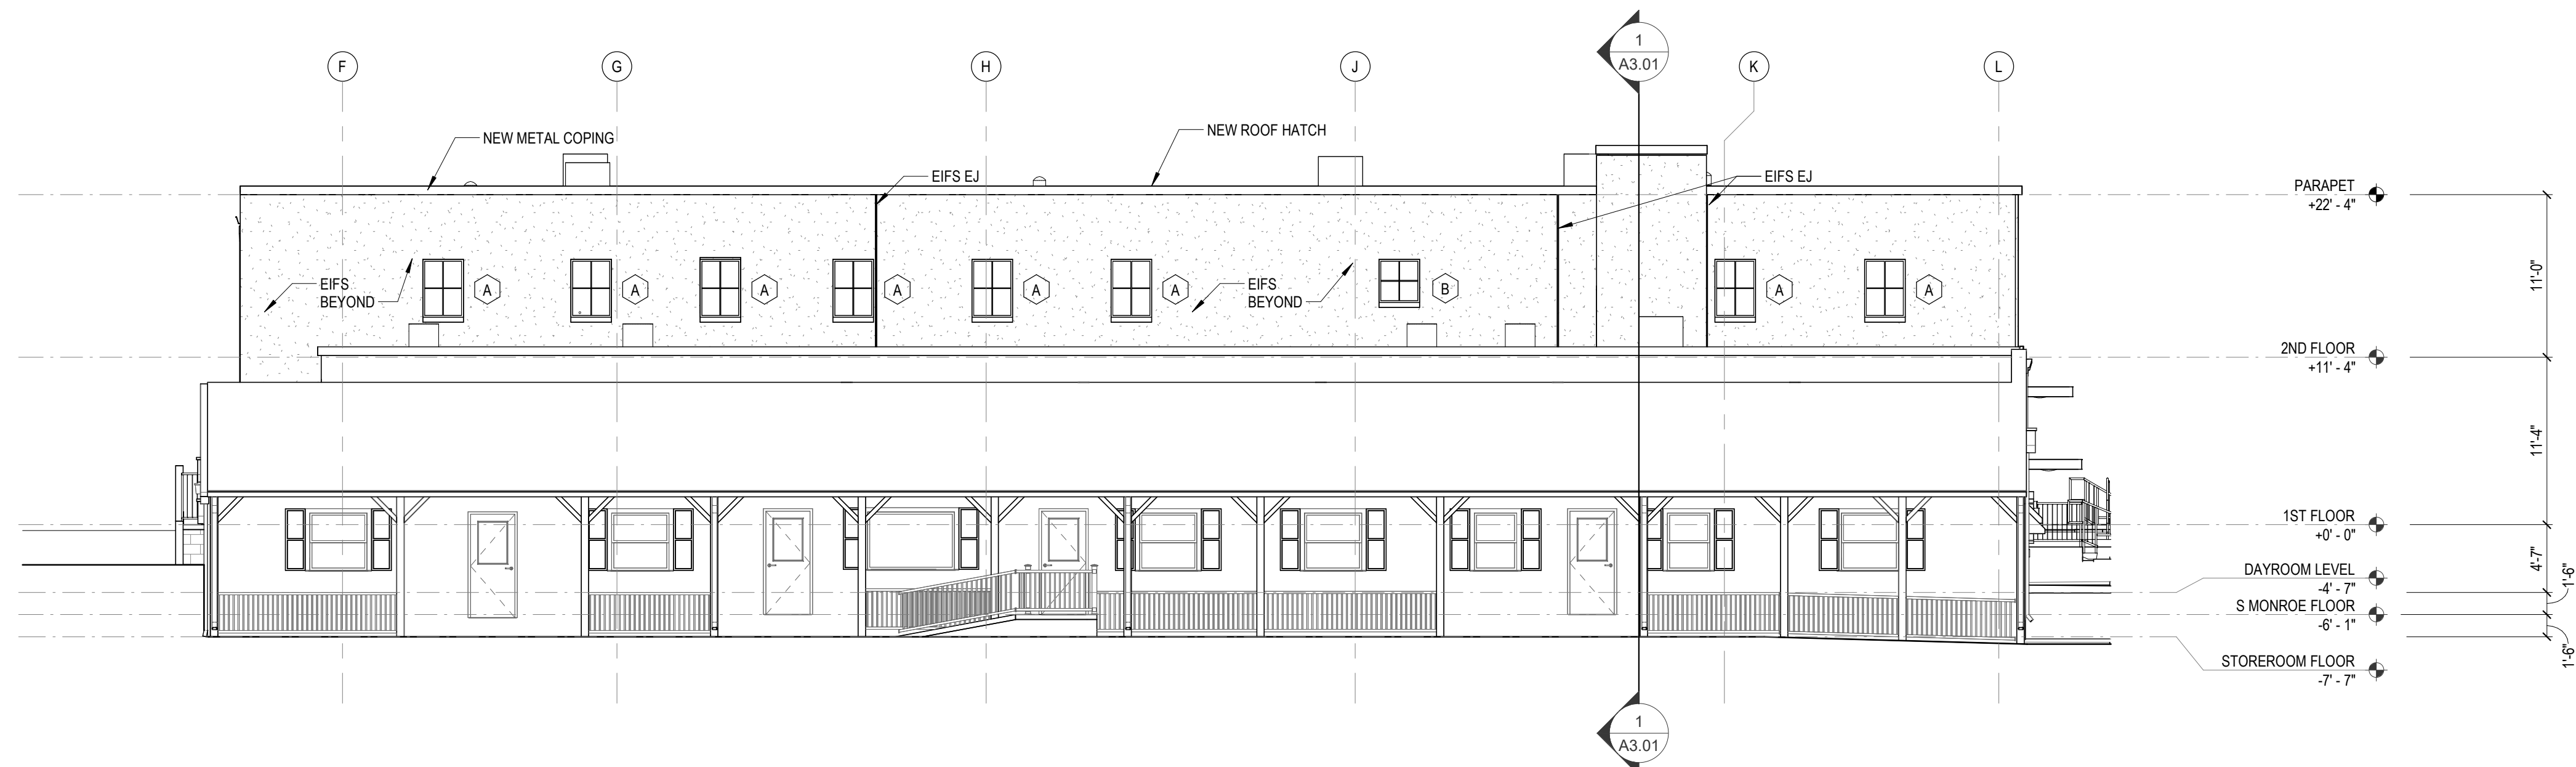 1
A3.01
F
G
H
J
K
L
NEW METAL COPING
NEW ROOF HATCH
EIFS EJ
EIFS EJ
PARAPET
+22' - 4"
EIFS
BEYOND
A
A
A
A
A
A
EIFS
BEYOND
B
A
A
11'-0"
2ND FLOOR
+11' - 4"
11'-4"
1ST FLOOR
+0' - 0"
4'-7"
DAYROOM LEVEL
-4' - 7"
1'-6"
S MONROE FLOOR
-6' - 1"
1'-6"
STOREROOM FLOOR
-7' - 7"
1
A3.01